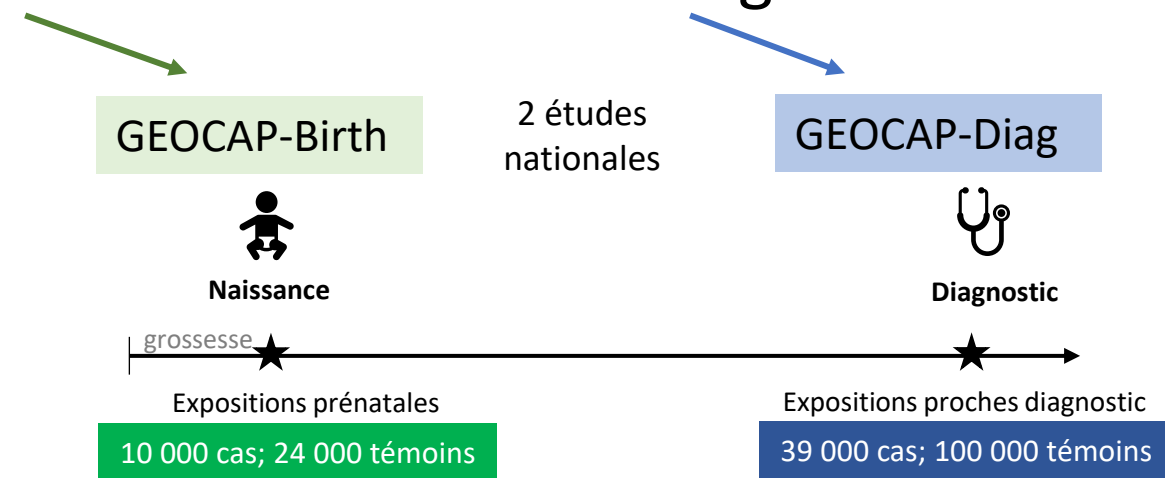 GEOCAP-Birth
2 études
nationales
GEOCAP-Diag
Naissance
Diagnostic
grossesse
Expositions prénatales
Expositions proches diagnostic
10 000 cas; 24 000 témoins
39 000 cas; 100 000 témoins